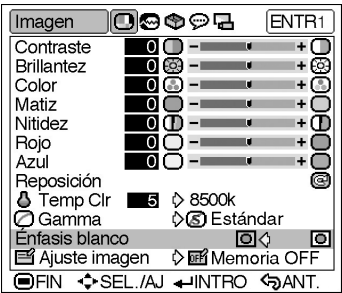 Imagen ENTR1
Contraste 0 − +
Brillantez 0 − +
Color 0 − +
Matiz 0 − +
Nitidez 0 − +
Rojo 0 − +
Azul 0 − +
Reposición
Temp Clr 5 8500k
Gamma S Estándar
Énfasis blanco
Ajuste imagen OFF Memoria OFF
FIN SEL./AJ INTRO ANT.